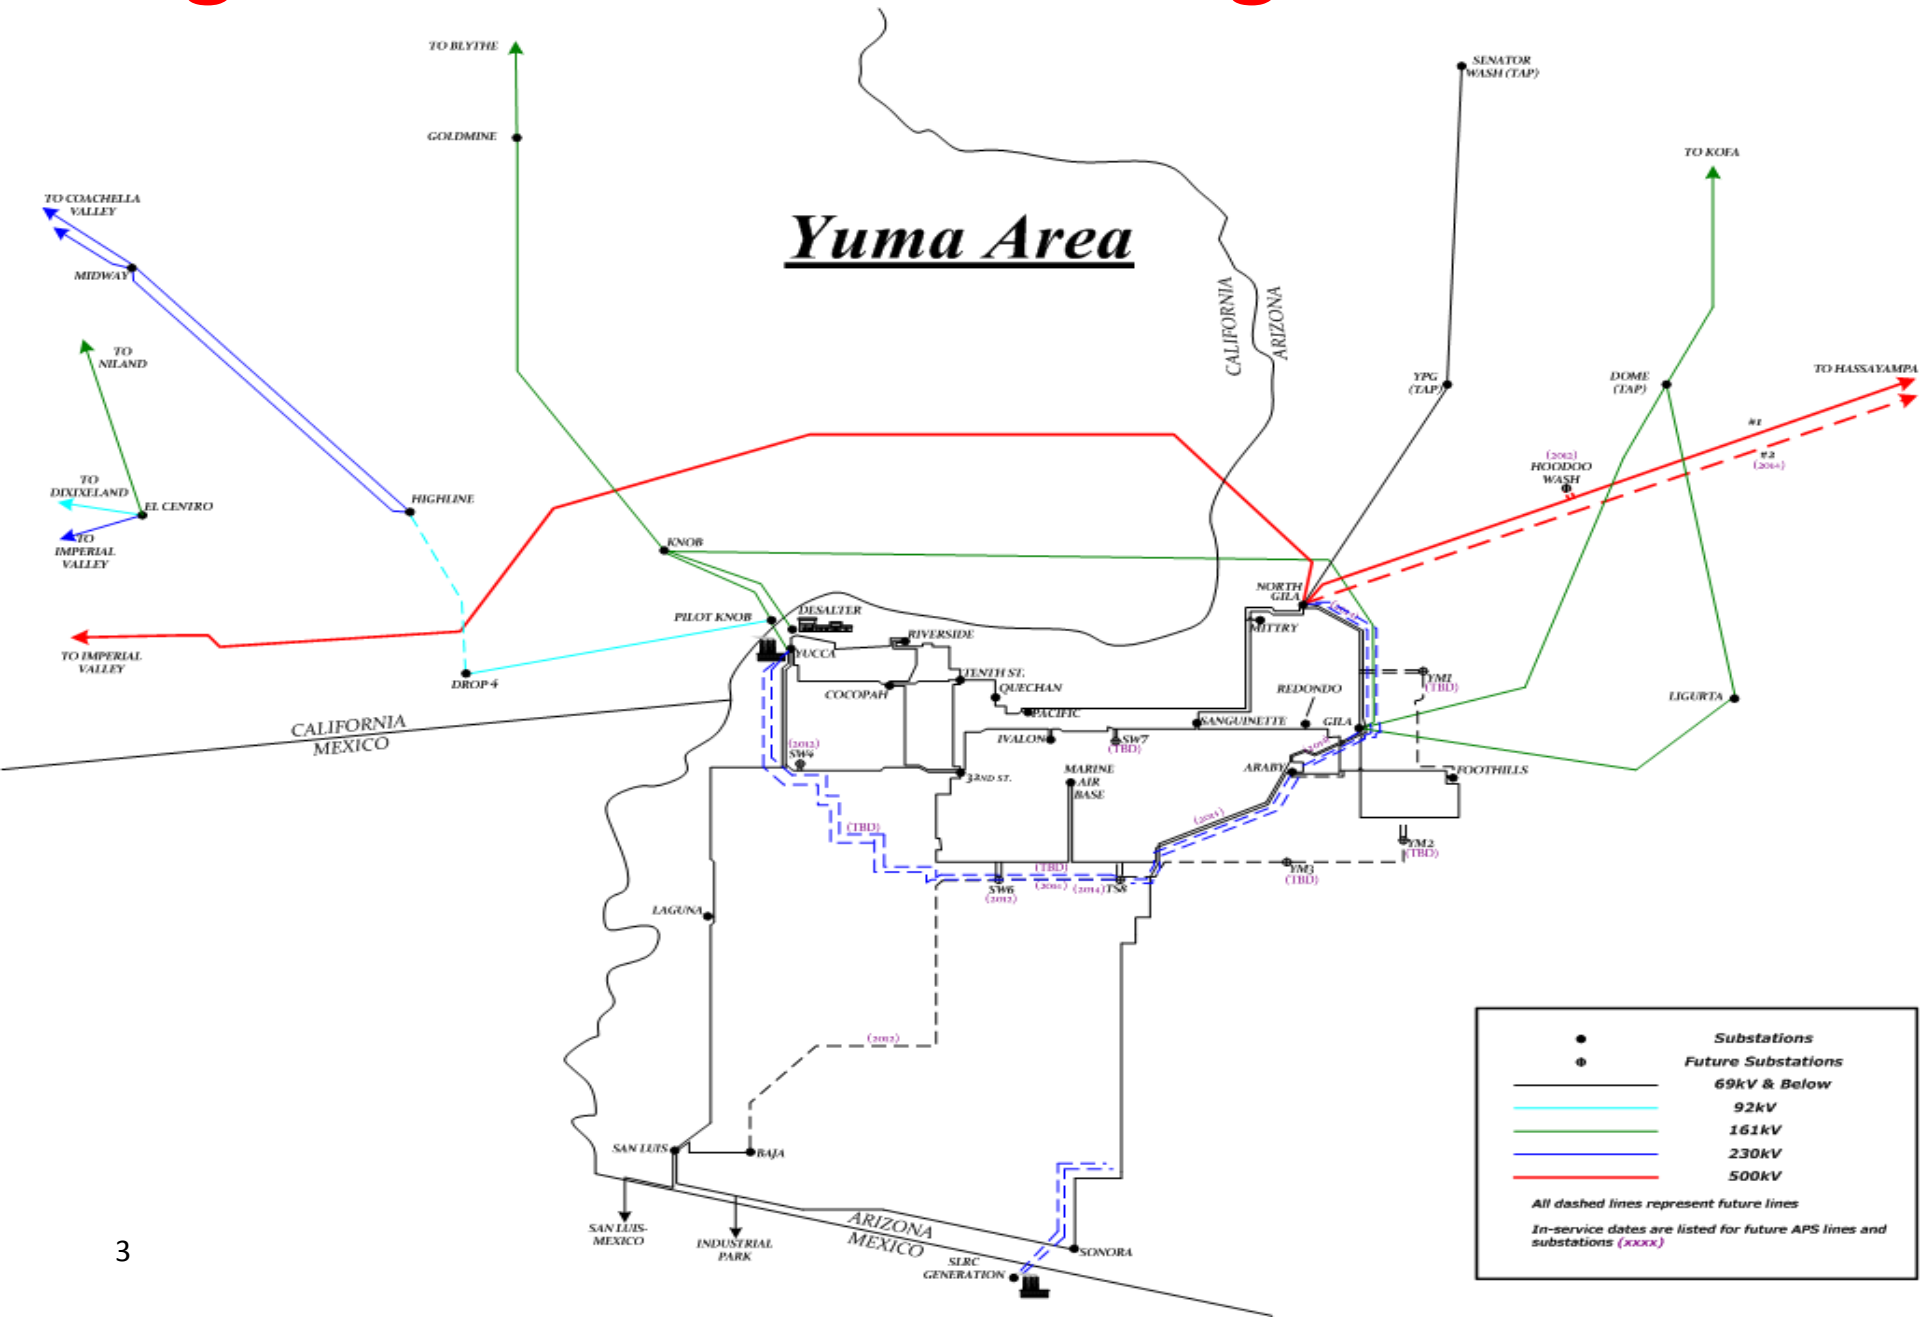 TO BLYTHE
SENATOR
WASH (TAP)
GOLDMINE
TO KOFA
TO COACHELLA
VALLEY
Yuma Area
MIDWAY
CALIFORNIA
ARIZONA
TO
NILAND
YPG
(TAP)
DOME
(TAP)
TO HASSAYAMPA
#1
#2
(2012)
HOODOO
WASH
TO
DIXIXELAND
EL CENTRO
HIGHLINE
TO
IMPERIAL
VALLEY
KNOB
NORTH
GILA
PILOT KNOB
DESALTER
MITTRY
RIVERSIDE
YUCCA
TO IMPERIAL
VALLEY
DROP 4
TENTH ST.
COCOPAH
QUECHAN
PACIFIC
REDONDO
YM1
(TBD)
LIGURTA
SANGUINETTE
GILA
CALIFORNIA
MEXICO
IVALON
SW7
(TBD)
(2012)
SW4
32ND ST.
MARINE
AIR
BASE
ARABY
FOOTHILLS
(TBD)
YM2
(TBD)
(TBD)
YM3
(TBD)
SW6
(2012)
(2014)
TS8
LAGUNA
(2012)
SAN LUIS
BAJA
SAN LUIS-
MEXICO
INDUSTRIAL
PARK
ARIZONA
MEXICO
SLRC
GENERATION
SONORA
Substations
Future Substations
69kV & Below
92kV
161kV
230kV
500kV
All dashed lines represent future lines
In-service dates are listed for future APS lines and
substations (xxxx)
3